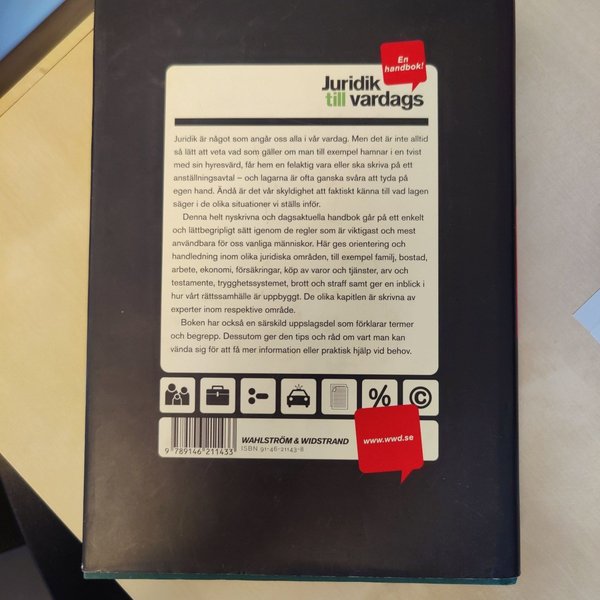 En
handbok!
Juridik
till vardags
Juridik är något som angår oss alla i vår vardag. Men det är inte alltid
så lätt att veta vad som gäller om man till exempel hamnar i en tvist
med sin hyresvärd, får hem en felaktig vara eller ska skriva på ett
anställningsavtal – och lagarna är ofta ganska svåra att tyda på
egen hand. Ändå är det vår skyldighet att faktiskt känna till vad lagen
säger i de olika situationer vi ställs inför.
Denna helt nyskrivna och dagsaktuella handbok går på ett enkelt
och lättbegripligt sätt igenom de regler som är viktigast och mest
användbara för oss vanliga människor. Här ges orientering och
handledning inom olika juridiska områden, till exempel familj, bostad,
arbete, ekonomi, försäkringar, köp av varor och tjänster, arv och
testamente, trygghetssystemet, brott och straff samt ger en inblick i
hur vårt rättssamhälle är uppbyggt. De olika kapitlen är skrivna av
experter inom respektive område.
Boken har också en särskild uppslagsdel som förklarar termer
och begrepp. Dessutom ger den tips och råd om vart man kan
vända sig för att få mer information eller praktisk hjälp vid behov.
% ©
WAHLSTRÖM & WIDSTRAND
ISBN 91-46-21143-8
9 789146 211433
www.wwd.se